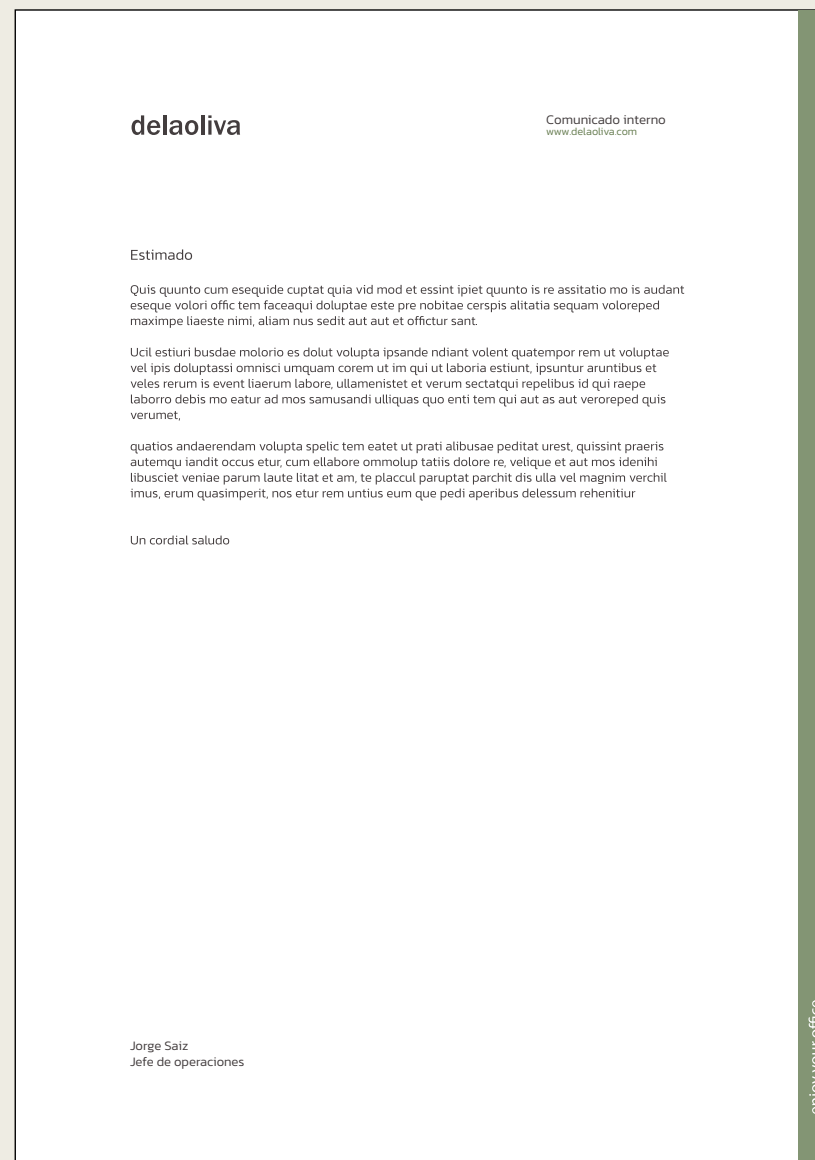 delaoliva
Comunicado interno
www.delaoliva.com
Estimado
Quis quunto cum esequide cuptat quia vid mod et essint ipiet quunto is re assitatio mo is audant
eseque volori offic tem faceaqui doluptae este pre nobitae cerspis alitatia sequam voloreped
maximpe liaeste nimi, aliam nus sedit aut aut et offictur sant.
Ucil estiuri busdae molorio es dolut volupta ipsande ndiant volent quatempor rem ut voluptae
vel ipis doluptassi omnisci umquam corem ut im qui ut laboria estiunt, ipsuntur aruntibus et
veles rerum is event liaerum labore, ullamenistet et verum sectatqui repelibus id qui raepe
laborro debis mo eatur ad mos samusandi ulliquas quo enti tem qui aut as aut veroreped quis
verumet,
quatios andaerendam volupta spelic tem eatet ut prati alibusae peditat urest, quissint praeris
autemqu iandit occus etur, cum ellabore ommolup tatiis dolore re, velique et aut mos idenihi
libusciet veniae parum laute litat et am, te placcul paruptat parchit dis ulla vel magnim verchil
imus, erum quasimperit, nos etur rem untius eum que pedi aperibus delessum rehenitiur
Un cordial saludo
Jorge Saiz
Jefe de operaciones
enjoy your office